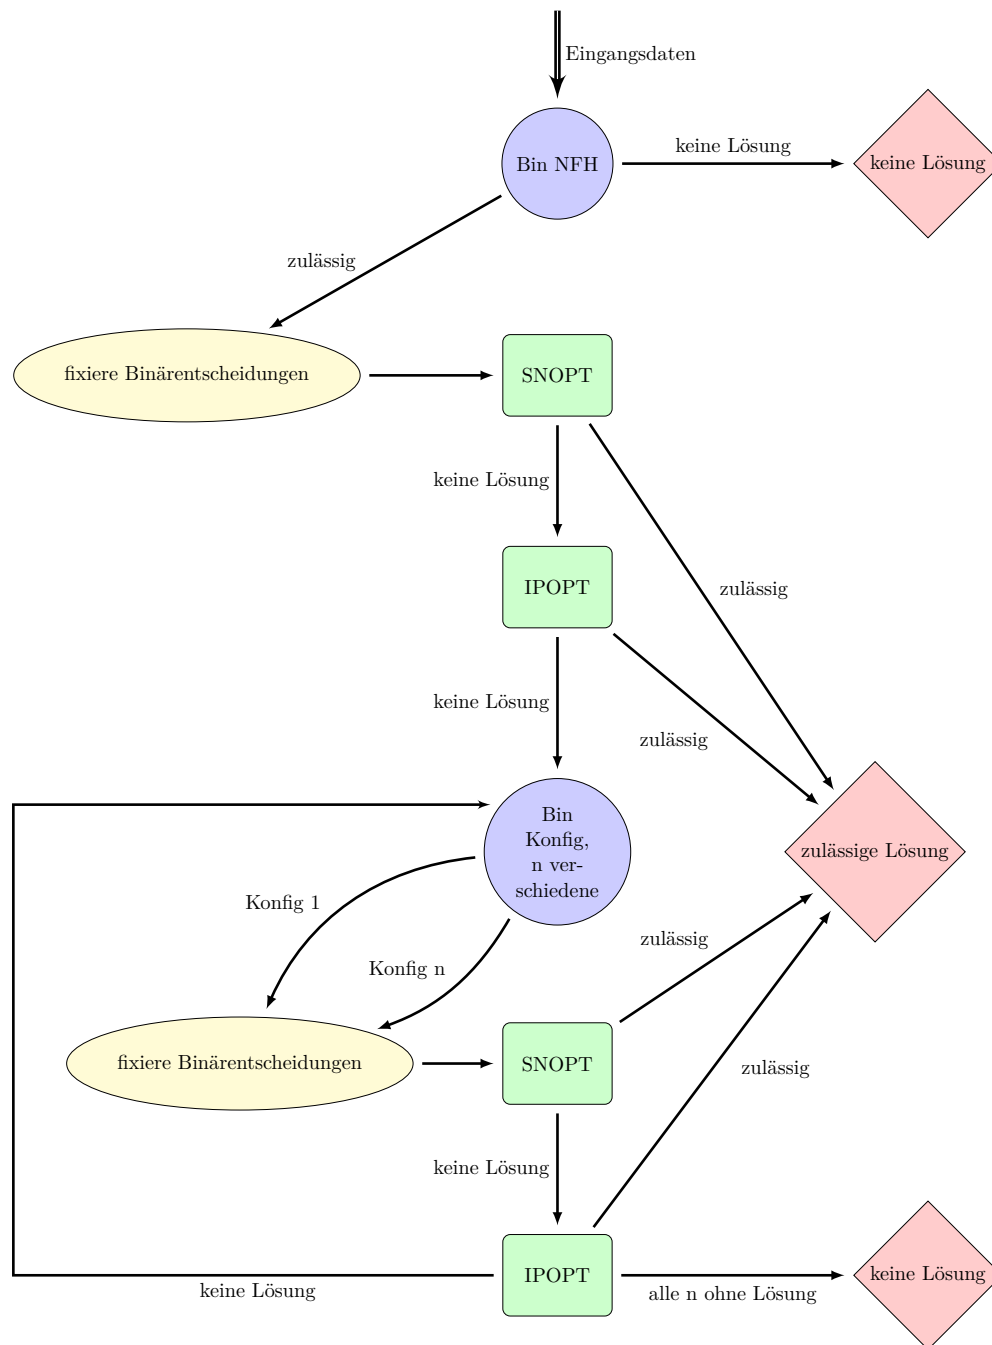 Eingangsdaten
Bin NFH
keine Lösung
keine Lösung
zulässig
fixiere Binärentscheidungen
SNOPT
keine Lösung
zulässig
IPOPT
keine Lösung
zulässig
Bin
Konfig,
n ver-
schiedene
zulässige Lösung
Konfig 1
Konfig n
zulässig
fixiere Binärentscheidungen
SNOPT
zulässig
keine Lösung
IPOPT
keine Lösung
alle n ohne Lösung
keine Lösung